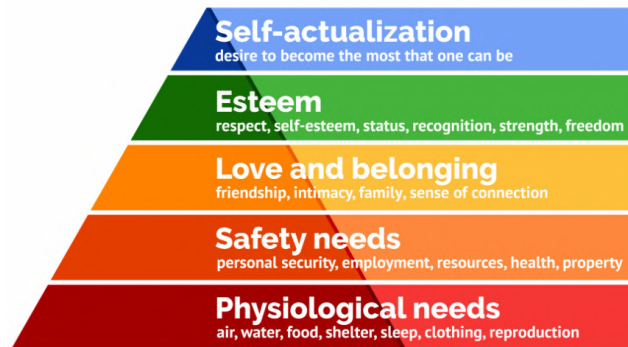 Self-actualization
desire to become the most that one can be
Esteem
respect, self-esteem, status, recognition, strength, freedom
Love and belonging
friendship, intimacy, family, sense of connection
Safety needs
personal security, employment, resources, health, property
Physiological needs
air, water, food, shelter, sleep, clothing, reproduction